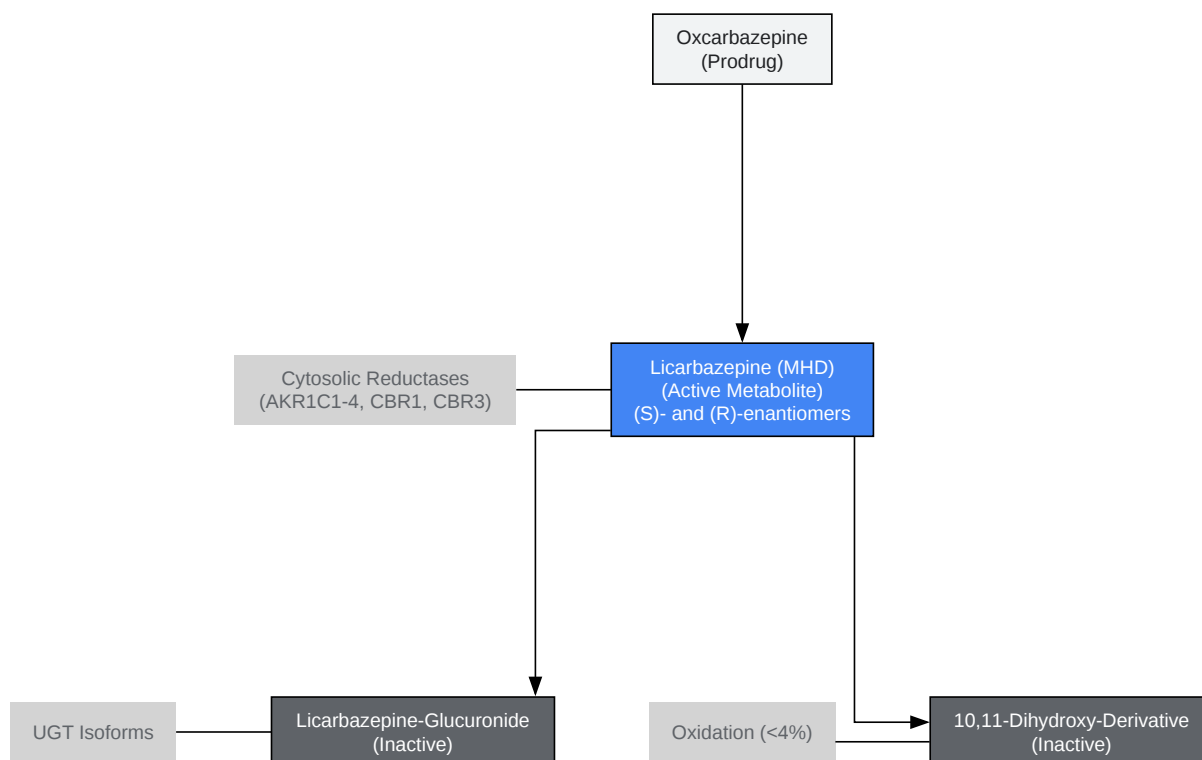 Oxcarbazepine
(Prodrug)
Cytosolic Reductases
(AKR1C1-4, CBR1, CBR3)
Licarbazepine (MHD)
(Active Metabolite)
(S)- and (R)-enantiomers
UGT Isoforms
Licarbazepine-Glucuronide
(Inactive)
Oxidation (<4%)
10,11-Dihydroxy-Derivative
(Inactive)